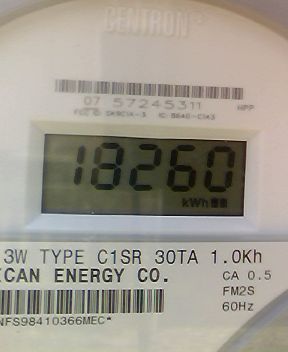 CENTRON
07 57245311 HPP
18260
kWh
3W TYPE C1SR 30TA 1.0Kh
CAN ENERGY CO. CA 0.5
FM2S
NFS98410366MEC* 60Hz